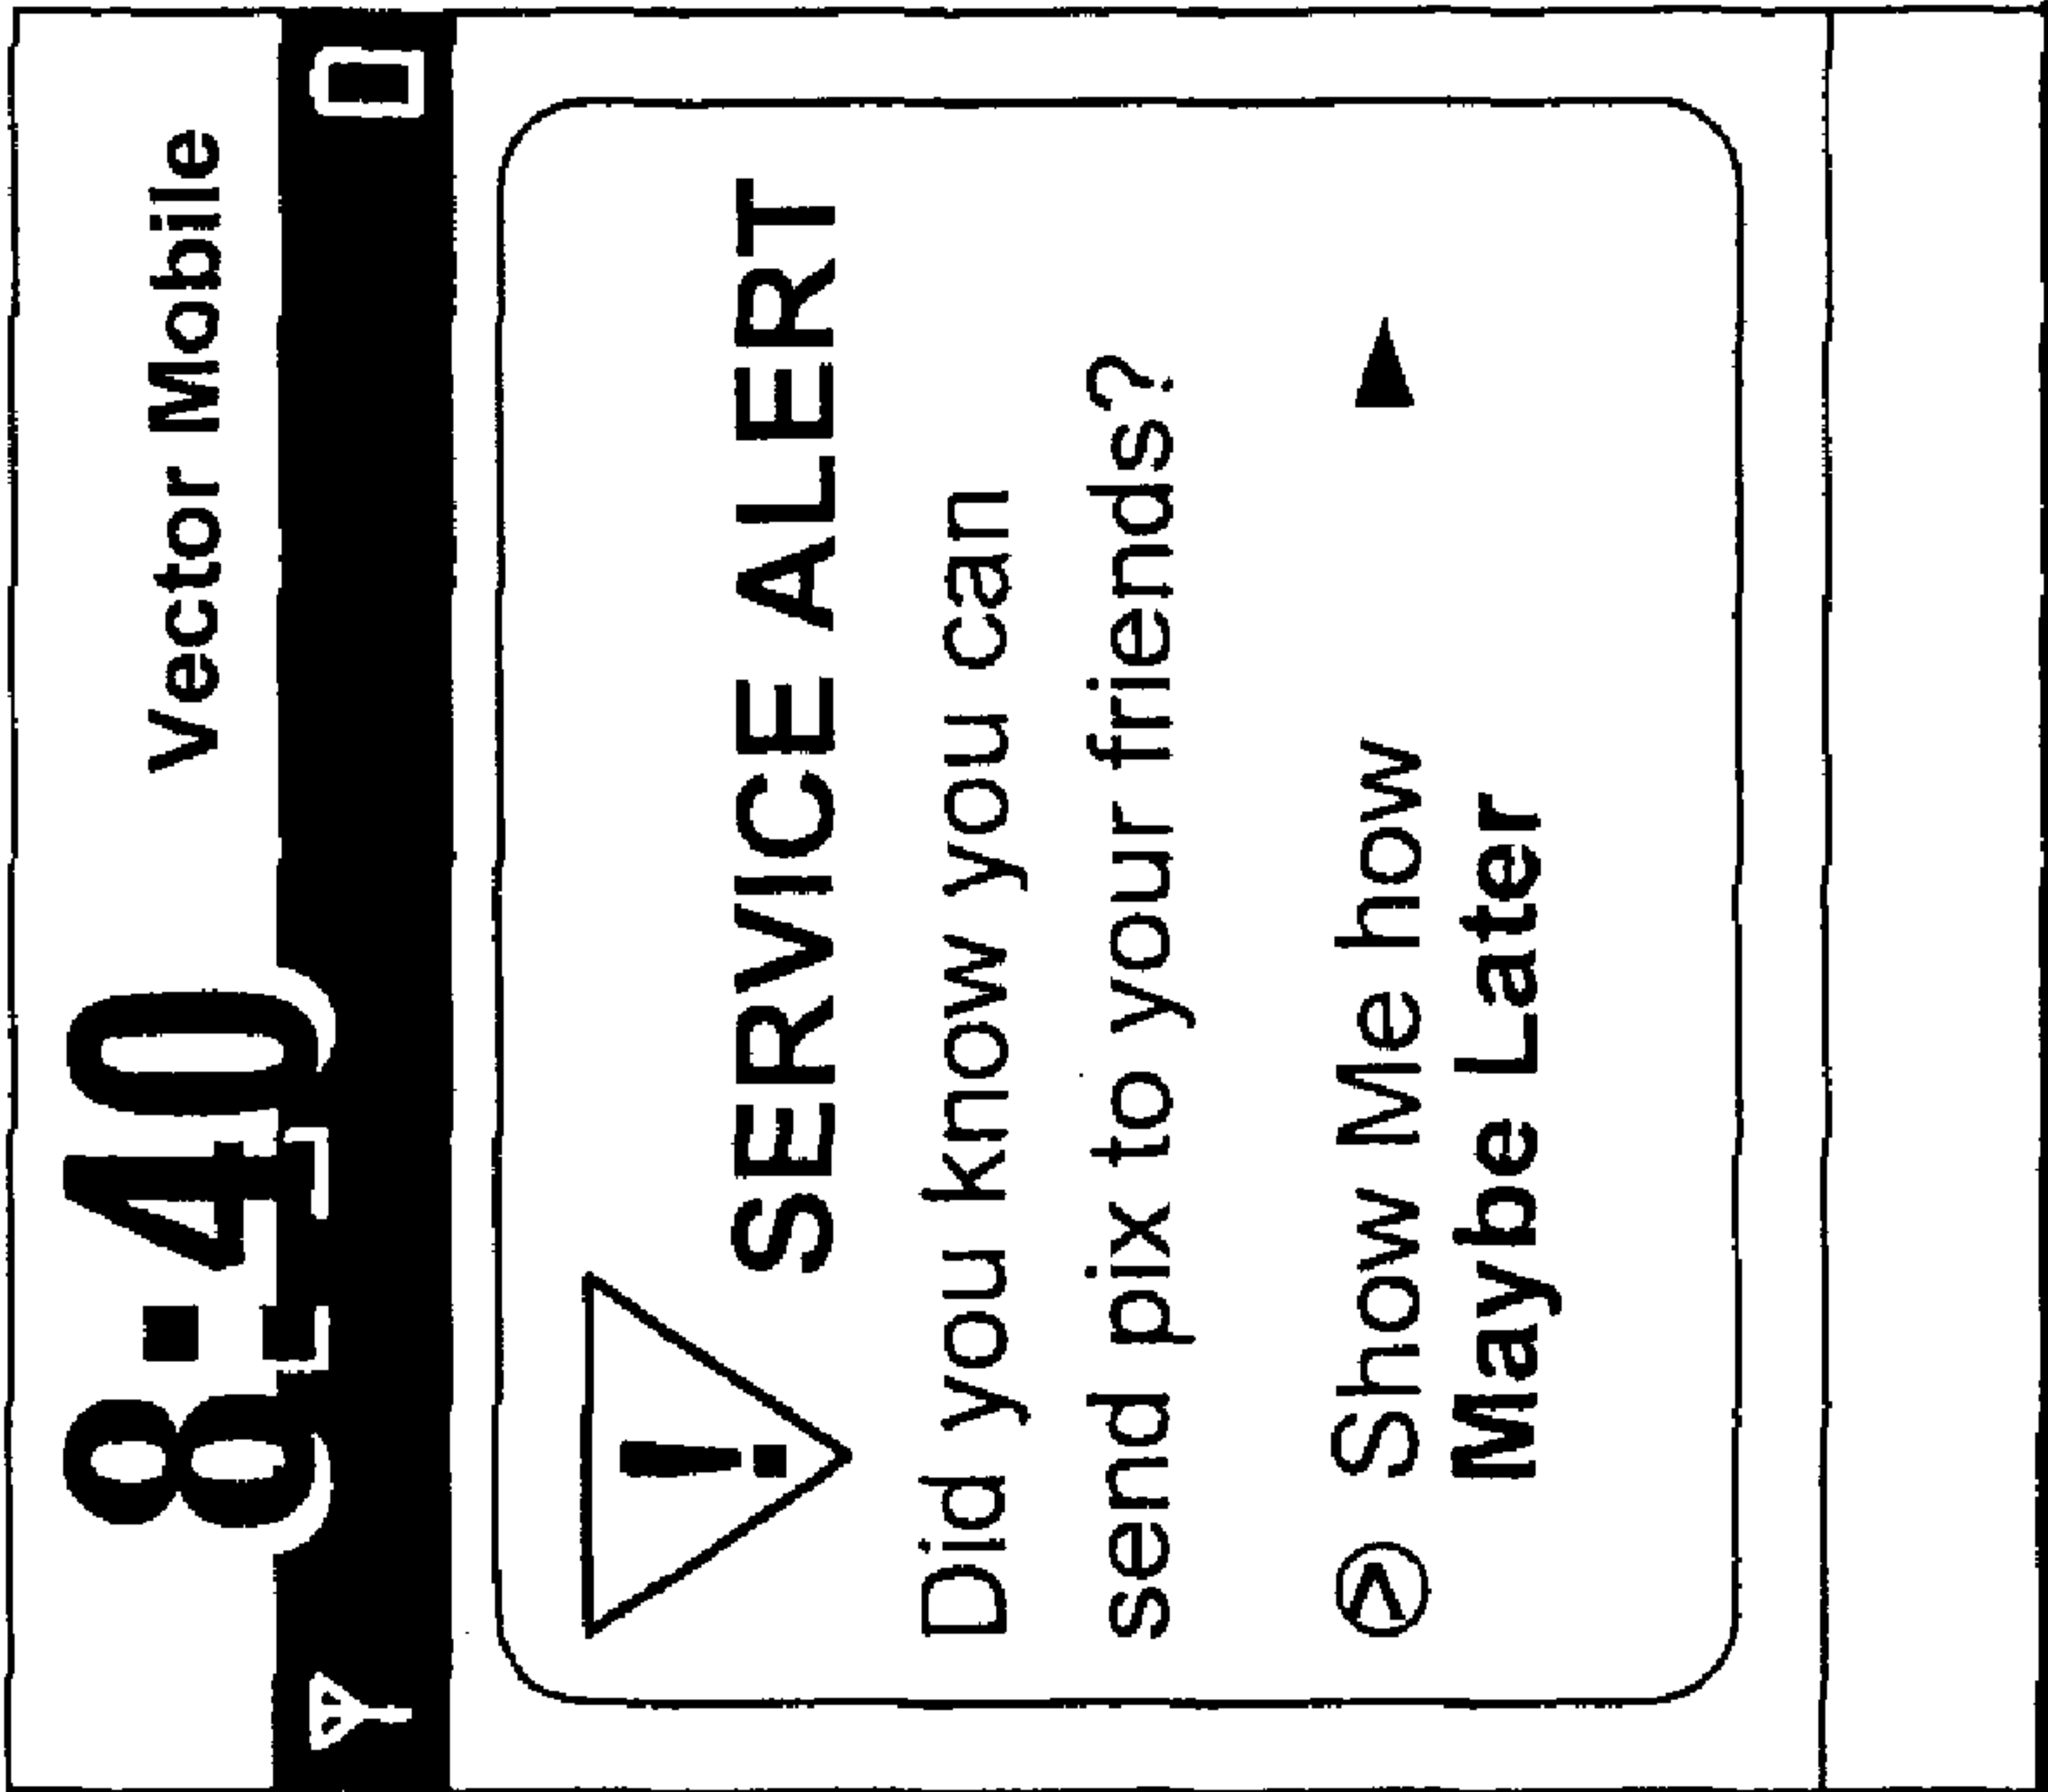 8:40
Vector Mobile
! SERVICE ALERT
Did you know you can
send pix to your friends?
Show Me how
Maybe Later